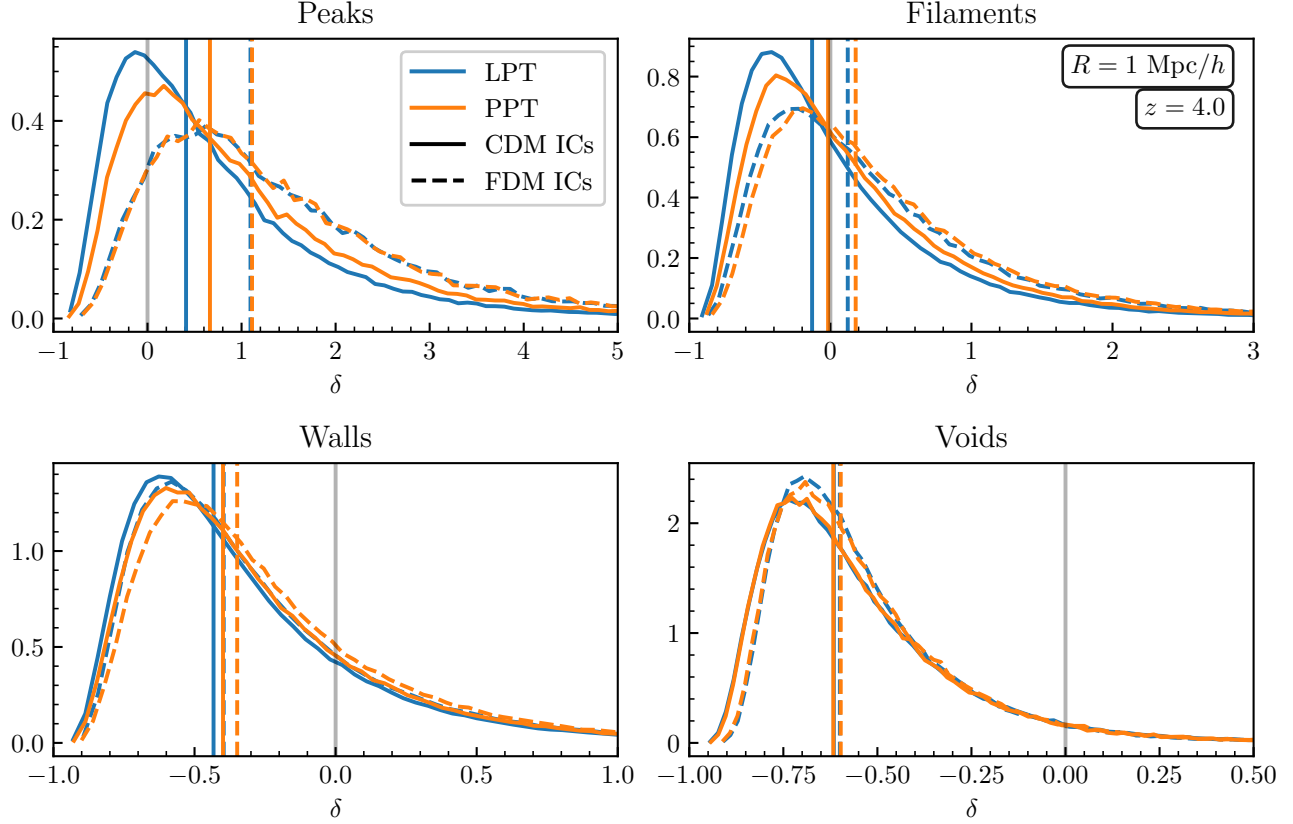 Peaks
LPT
PPT
CDM ICs
FDM ICs
0.4
0.2
0.0
−1 0 1 2 3 4 5
δ
Filaments
R = 1 Mpc/h
z = 4.0
0.8
0.6
0.4
0.2
0.0
−1 0 1 2 3
δ
Walls
1.0
0.5
0.0
−1.0 −0.5 0.0 0.5 1.0
δ
Voids
2
1
0
−1.00 −0.75 −0.50 −0.25 0.00 0.25 0.50
δ